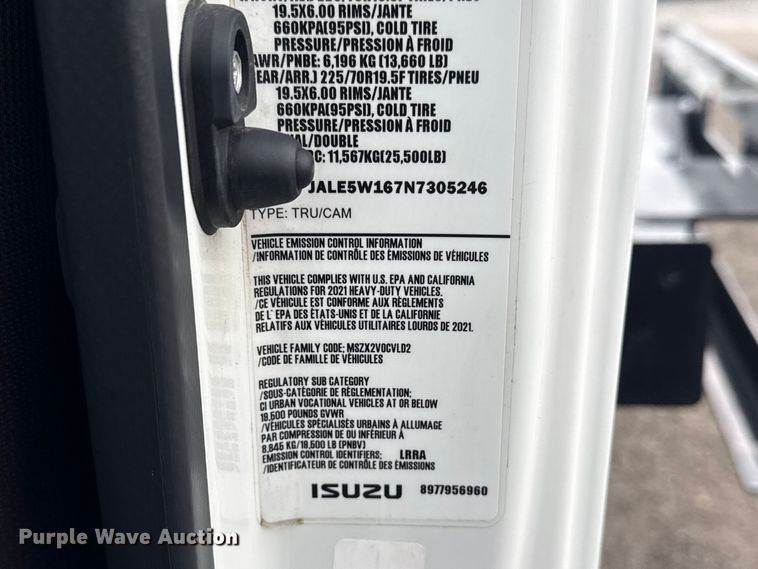 19.5X6.00 RIMS/JANTE
660KPA(95PSI), COLD TIRE
PRESSURE/PRESSION À FROID
AWR/PNBE: 6,196 KG (13,660 LB)
EAR/ARR.) 225/70R19.5F TIRES/PNEU
19.5X6.00 RIMS/JANTE
660KPA(95PSI), COLD TIRE
PRESSURE/PRESSION À FROID
/DOUBLE
: 11,567KG(25,500LB)
JALE5W167N7305246
TYPE: TRU/CAM
VEHICLE EMISSION CONTROL INFORMATION
/INFORMATION DE CONTRÔLE DES ÉMISSIONS DE VÉHICULES
THIS VEHICLE COMPLIES WITH U.S. EPA AND CALIFORNIA
REGULATIONS FOR 2021 HEAVY-DUTY VEHICLES.
/CE VÉHICULE EST CONFORME AUX RÈGLEMENTS
DE L'EPA DES ÉTATS-UNIS ET DE LA CALIFORNIE
RELATIFS AUX VÉHICULES UTILITAIRES LOURDS DE 2021.
VEHICLE FAMILY CODE: MSZX2VOCVLD2
/CODE DE FAMILLE DE VÉHICULES
REGULATORY SUB CATEGORY
/SOUS-CATÉGORIE DE RÉGLEMENTATION:
CI URBAN VOCATIONAL VEHICLES AT OR BELOW
19,500 POUNDS GVWR
/VÉHICULES SPÉCIALISÉS URBAINS À ALLUMAGE
PAR COMPRESSION DE OU INFÉRIEUR À
8,845 KG/19,500 LB (PNBV)
EMISSION CONTROL IDENTIFIERS: LRRA
/IDENTIFICATEUR DE CONTRÔLE DES ÉMISSIONS
ISUZU 8977956960
Purple Wave Auction